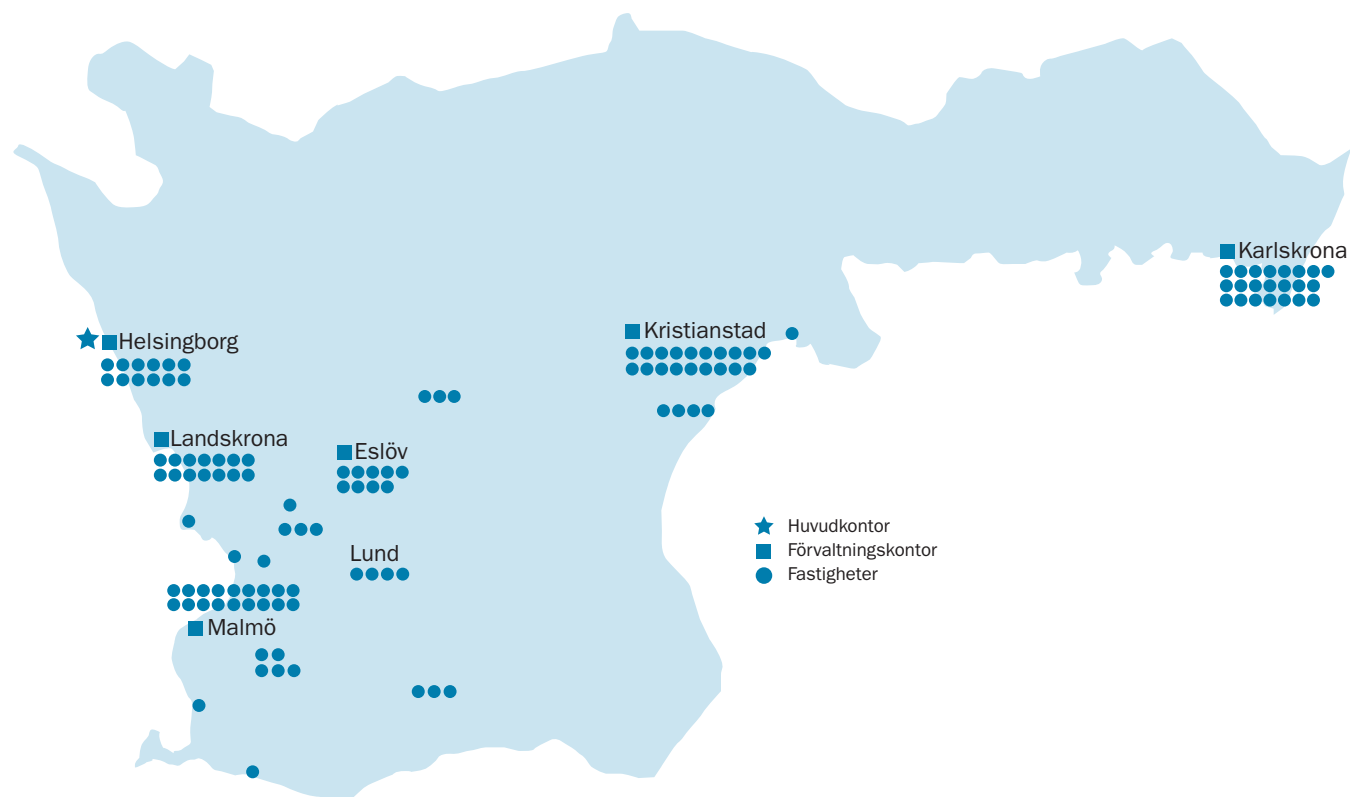 Karlskrona
Kristianstad
Helsingborg
Landskrona
Eslöv
Huvudkontor
Förvaltningskontor
Lund
Fastigheter
Malmö